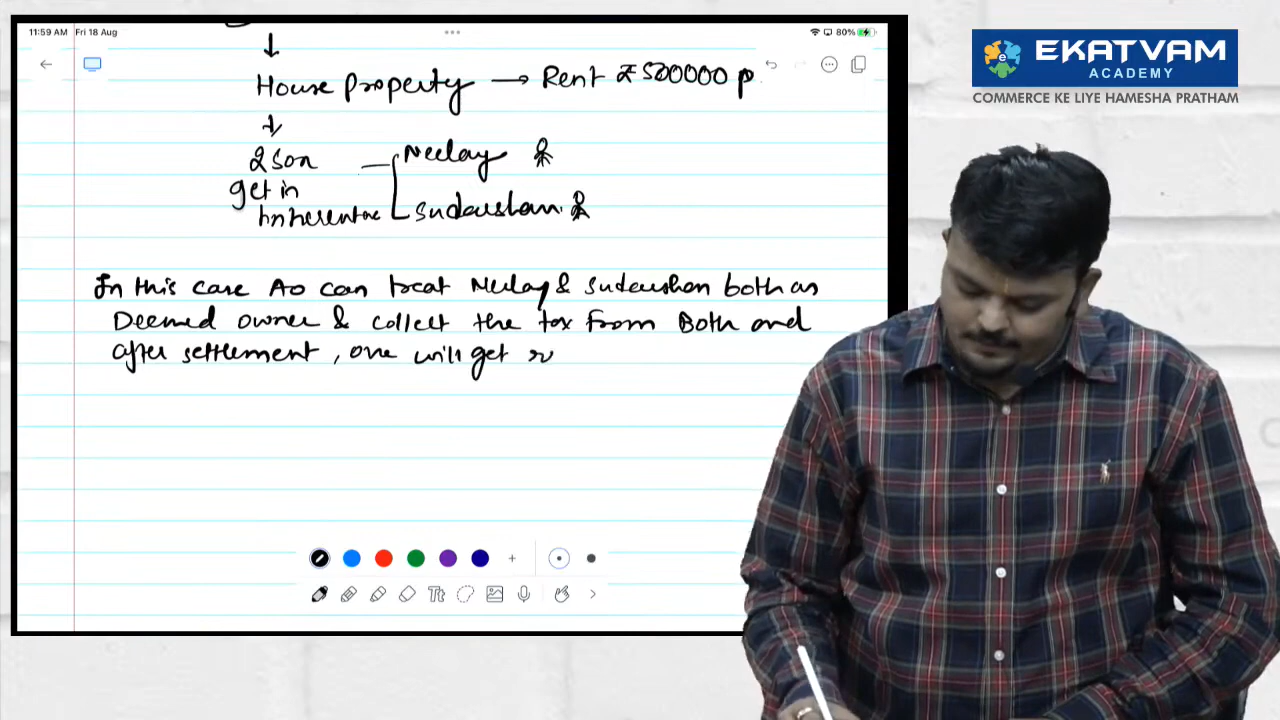 11:59 AM Fri 18 Aug
80%
House Property → Rent ₹500000 p.
2 Son
get in
Neelay
Sudarshan
In this case AO can treat Neelay & Sudarshan both as
Deemed owner & collect the tax from Both and
after settlement, one will get
Tt
EKATVAM
ACADEMY
COMMERCE KE LIYE HAMESHA PRATHAM